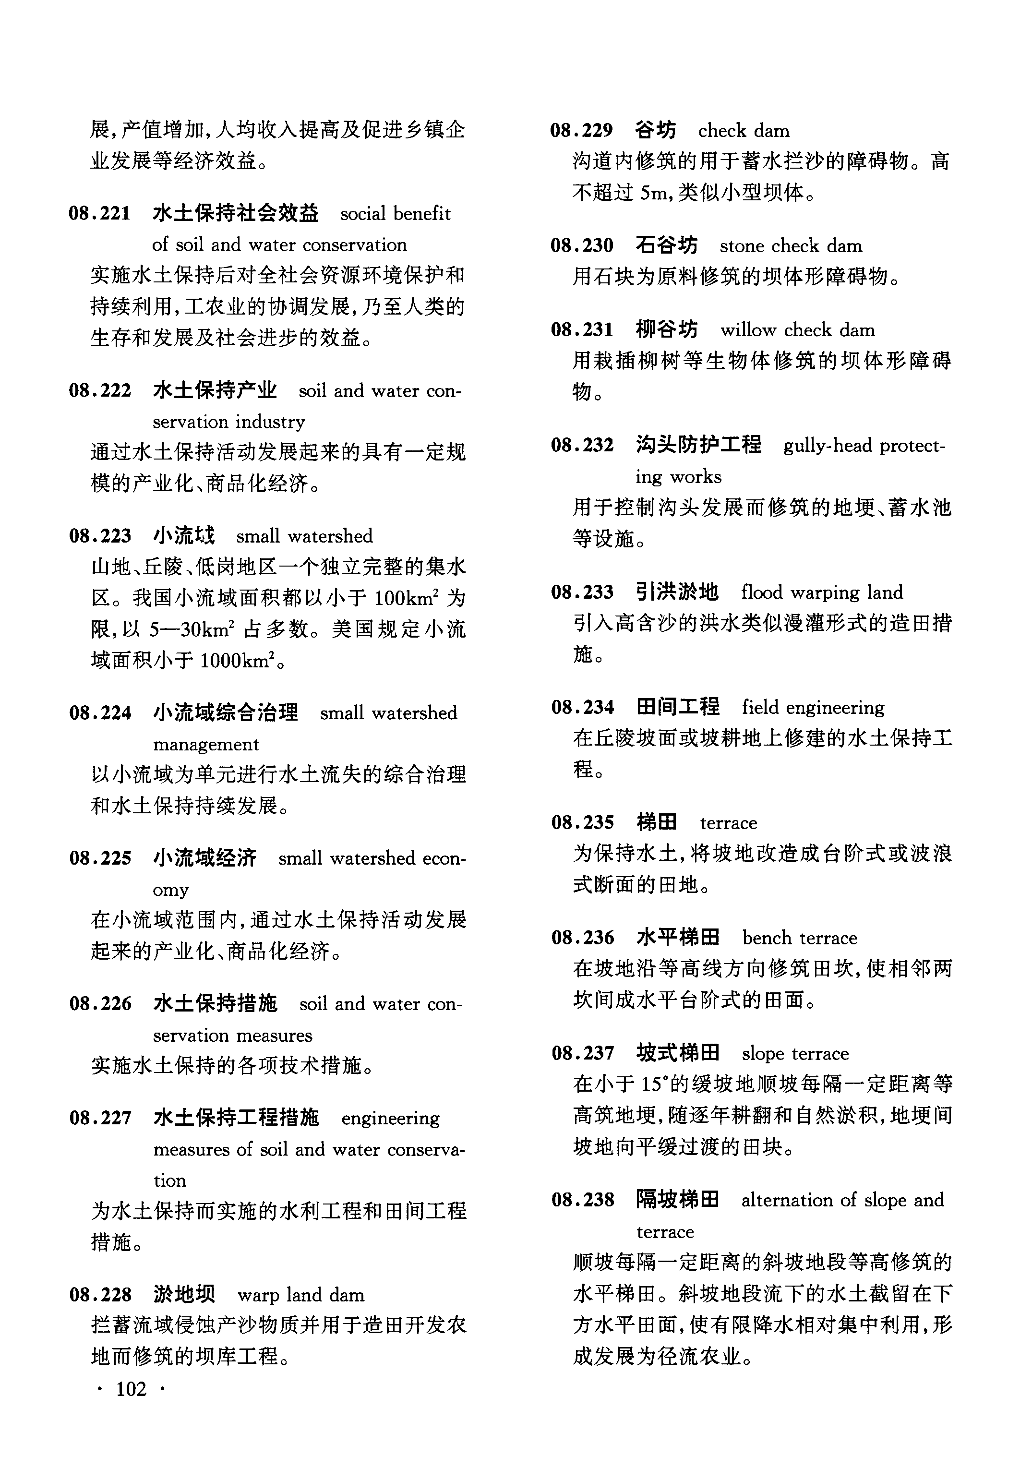 展,产值增加,人均收入提高及促进乡镇企
业发展等经济效益。
08.221 水土保持社会效益 social benefit
of soil and water conservation
实施水土保持后对全社会资源环境保护和
持续利用,工农业的协调发展,乃至人类的
生存和发展及社会进步的效益。
08.222 水土保持产业 soil and water con-
servation industry
通过水土保持活动发展起来的具有一定规
模的产业化、商品化经济。
08.223 小流域 small watershed
山地、丘陵、低岗地区一个独立完整的集水
区。我国小流域面积都以小于 100km² 为
限,以 5—30km² 占多数。美国规定小流
域面积小于 1000km²。
08.224 小流域综合治理 small watershed
management
以小流域为单元进行水土流失的综合治理
和水土保持持续发展。
08.225 小流域经济 small watershed econ-
omy
在小流域范围内,通过水土保持活动发展
起来的产业化、商品化经济。
08.226 水土保持措施 soil and water con-
servation measures
实施水土保持的各项技术措施。
08.227 水土保持工程措施 engineering
measures of soil and water conserva-
tion
为水土保持而实施的水利工程和田间工程
措施。
08.228 淤地坝 warp land dam
拦蓄流域侵蚀产沙物质并用于造田开发农
地而修筑的坝库工程。
· 102 ·
08.229 谷坊 check dam
沟道内修筑的用于蓄水拦沙的障碍物。高
不超过 5m,类似小型坝体。
08.230 石谷坊 stone check dam
用石块为原料修筑的坝体形障碍物。
08.231 柳谷坊 willow check dam
用栽插柳树等生物体修筑的坝体形障碍
物。
08.232 沟头防护工程 gully-head protect-
ing works
用于控制沟头发展而修筑的地埂、蓄水池
等设施。
08.233 引洪淤地 flood warping land
引入高含沙的洪水类似漫灌形式的造田措
施。
08.234 田间工程 field engineering
在丘陵坡面或坡耕地上修建的水土保持工
程。
08.235 梯田 terrace
为保持水土,将坡地改造成台阶式或波浪
式断面的田地。
08.236 水平梯田 bench terrace
在坡地沿等高线方向修筑田坎,使相邻两
坎间成水平台阶式的田面。
08.237 坡式梯田 slope terrace
在小于 15°的缓坡地顺坡每隔一定距离等
高筑地埂,随逐年耕翻和自然淤积,地埂间
坡地向平缓过渡的田块。
08.238 隔坡梯田 alternation of slope and
terrace
顺坡每隔一定距离的斜坡地段等高修筑的
水平梯田。斜坡地段流下的水土截留在下
方水平田面,使有限降水相对集中利用,形
成发展为径流农业。